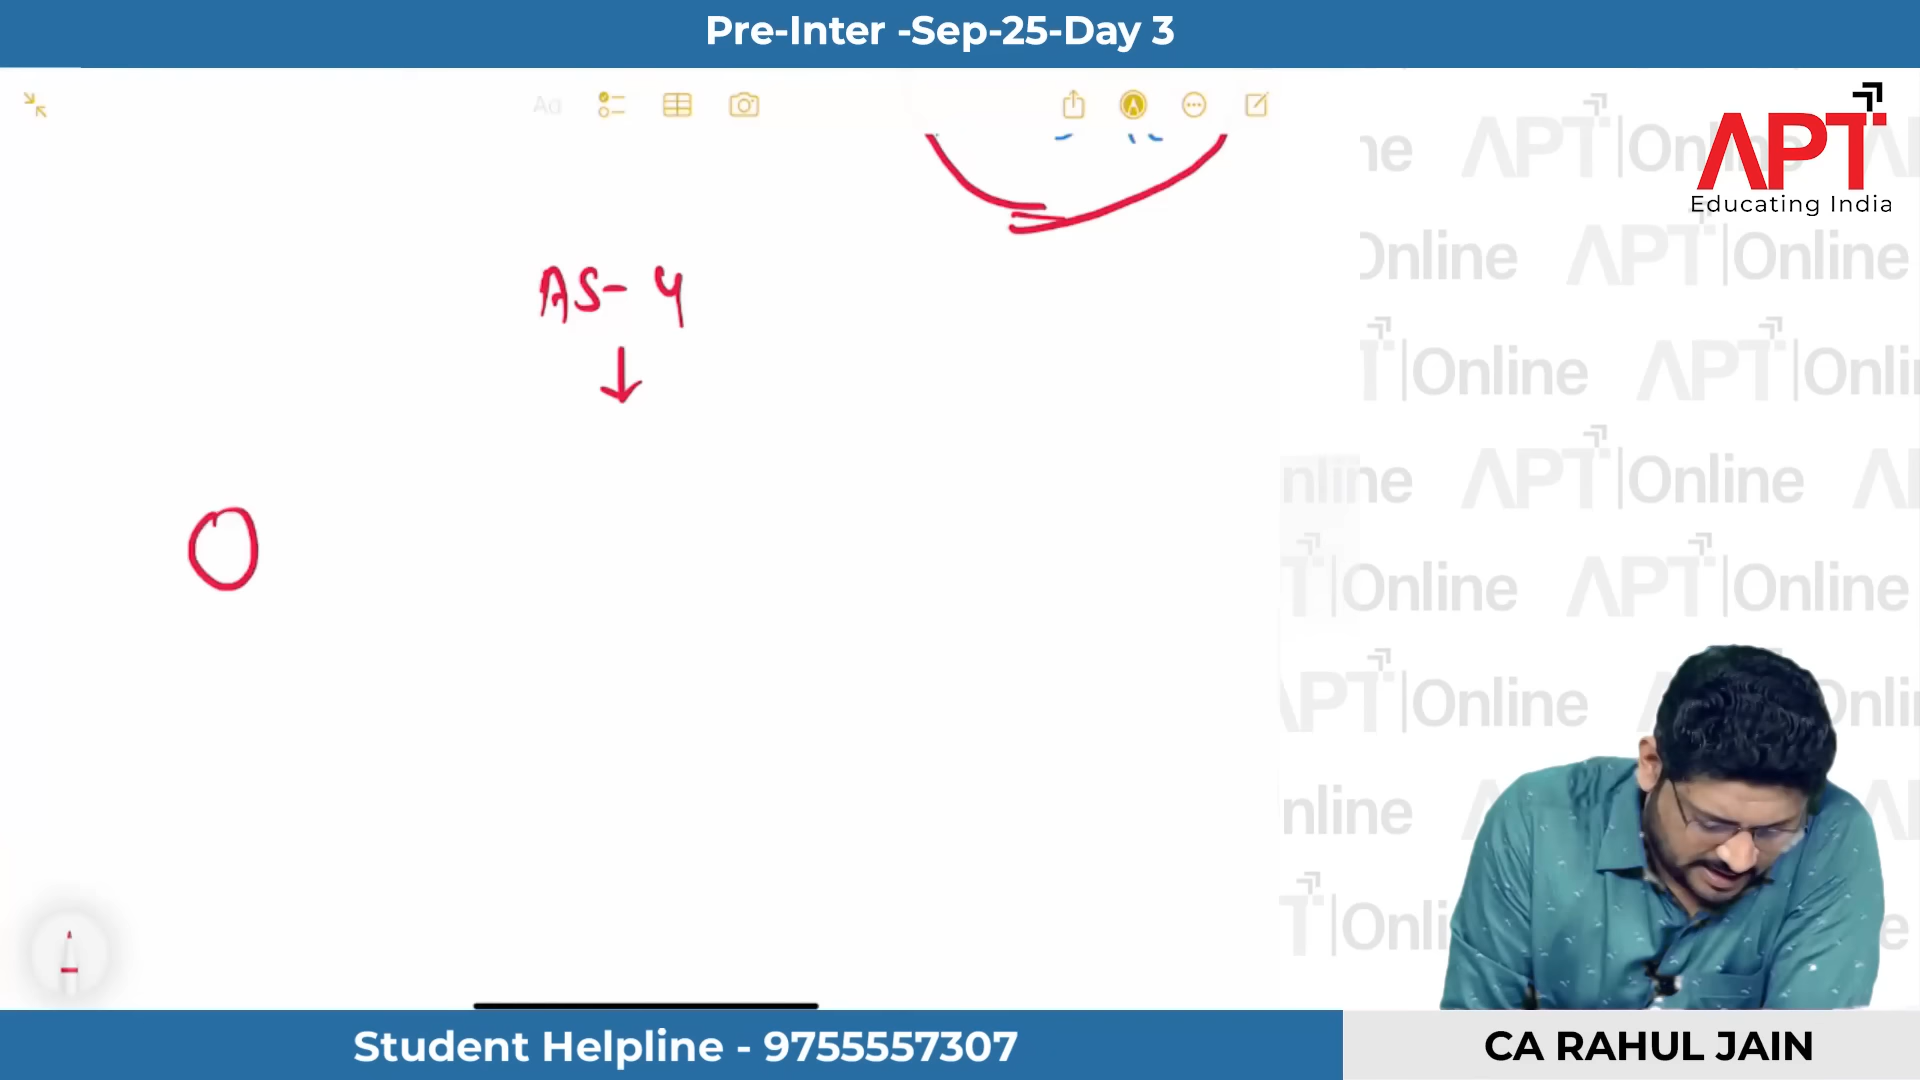 Pre-Inter -Sep-25-Day 3
Aa
APT
Educating India
AS- 4
O
APT|Online
Student Helpline - 9755557307
CA RAHUL JAIN